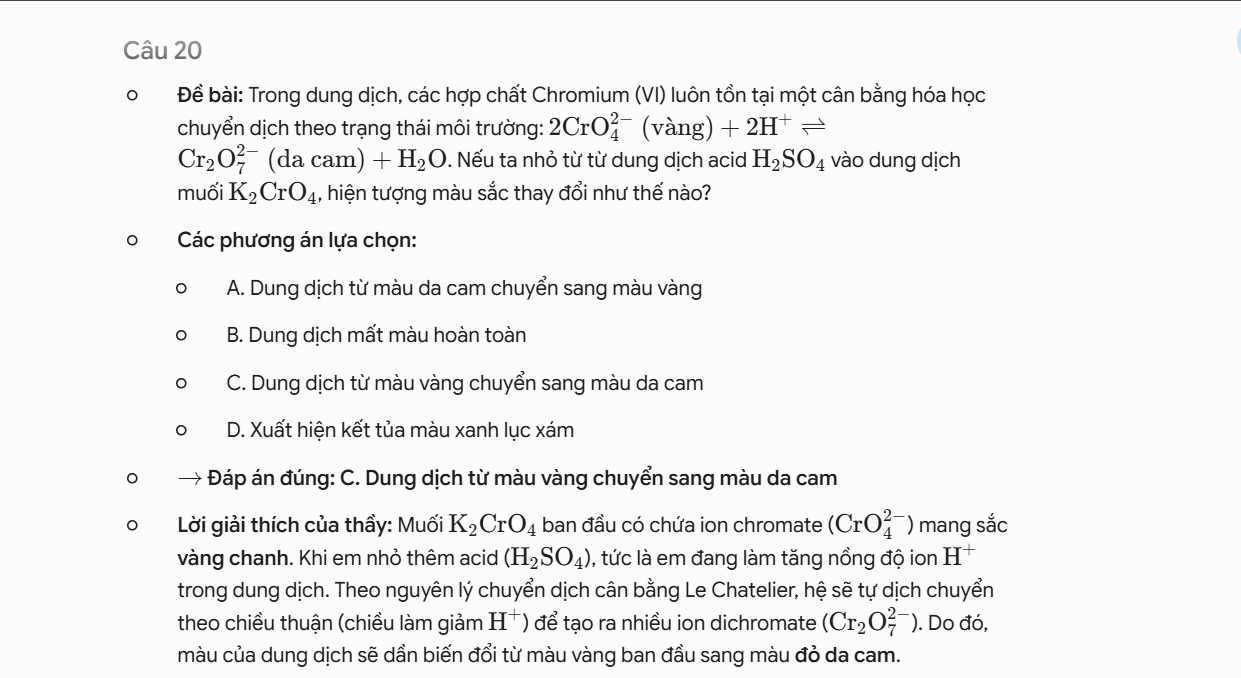 Câu 20
Đề bài: Trong dung dịch, các hợp chất Chromium (VI) luôn tồn tại một cân bằng hóa học
chuyển dịch theo trạng thái môi trường: 2CrO₄²⁻ (vàng) + 2H⁺ ⇌
Cr₂O₇²⁻ (da cam) + H₂O. Nếu ta nhỏ từ từ dung dịch acid H₂SO₄ vào dung dịch
muối K₂CrO₄, hiện tượng màu sắc thay đổi như thế nào?
Các phương án lựa chọn:
A. Dung dịch từ màu da cam chuyển sang màu vàng
B. Dung dịch mất màu hoàn toàn
C. Dung dịch từ màu vàng chuyển sang màu da cam
D. Xuất hiện kết tủa màu xanh lục xám
→ Đáp án đúng: C. Dung dịch từ màu vàng chuyển sang màu da cam
Lời giải thích của thầy: Muối K₂CrO₄ ban đầu có chứa ion chromate (CrO₄²⁻) mang sắc
vàng chanh. Khi em nhỏ thêm acid (H₂SO₄), tức là em đang làm tăng nồng độ ion H⁺
trong dung dịch. Theo nguyên lý chuyển dịch cân bằng Le Chatelier, hệ sẽ tự dịch chuyển
theo chiều thuận (chiều làm giảm H⁺) để tạo ra nhiều ion dichromate (Cr₂O₇²⁻). Do đó,
màu của dung dịch sẽ dần biến đổi từ màu vàng ban đầu sang màu đỏ da cam.